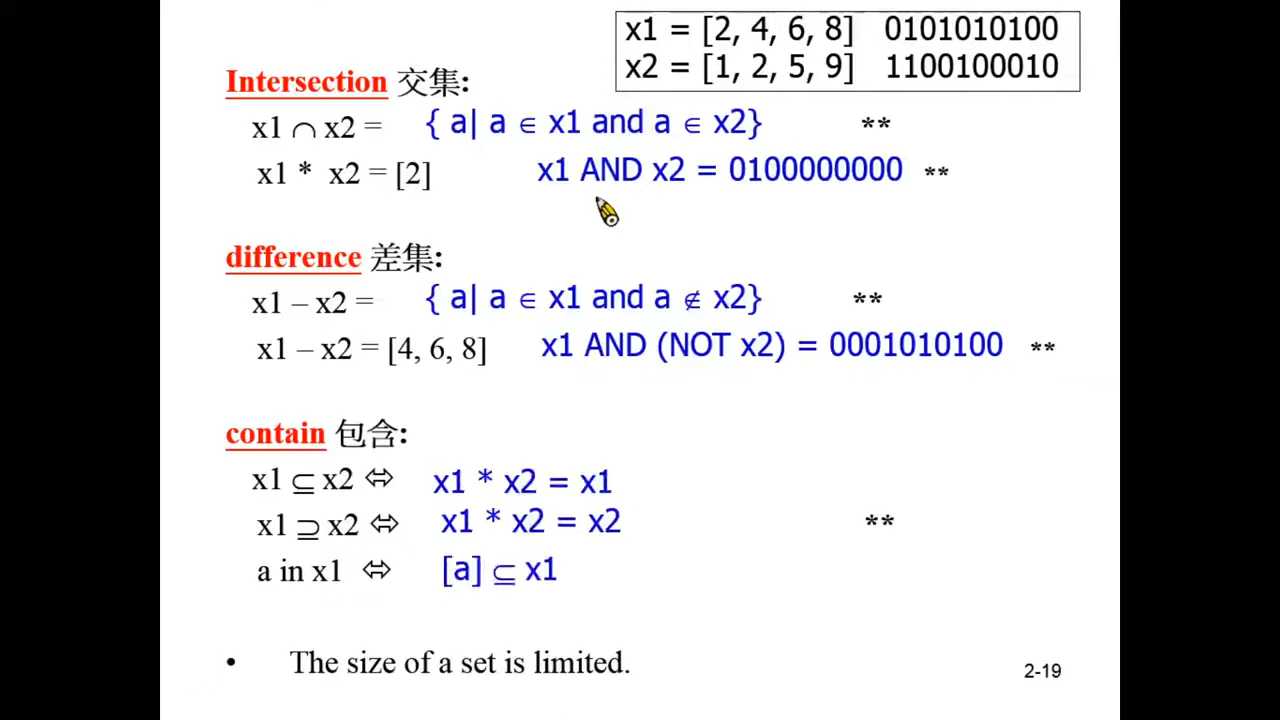 x1 = [2, 4, 6, 8] 0101010100
x2 = [1, 2, 5, 9] 1100100010
Intersection 交集:
x1 ∩ x2 = { a| a ∈ x1 and a ∈ x2} **
x1 * x2 = [2] x1 AND x2 = 0100000000 **
difference 差集:
x1 – x2 = { a| a ∈ x1 and a ∉ x2} **
x1 – x2 = [4, 6, 8] x1 AND (NOT x2) = 0001010100 **
contain 包含:
x1 ⊆ x2 ⇔ x1 * x2 = x1
x1 ⊇ x2 ⇔ x1 * x2 = x2 **
a in x1 ⇔ [a] ⊆ x1
• The size of a set is limited.
2-19